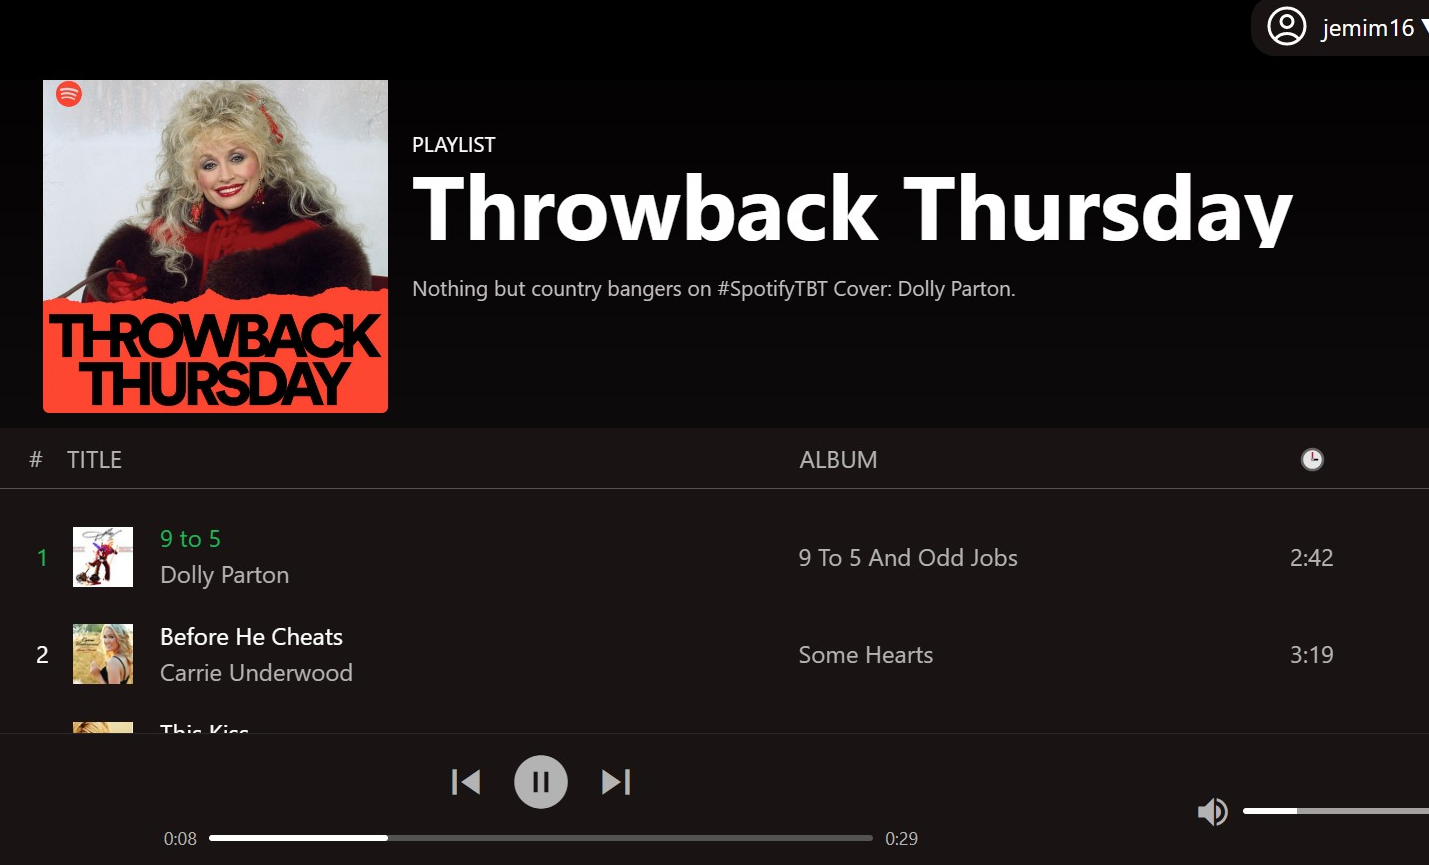 jemim16
PLAYLIST
Throwback Thursday
Nothing but country bangers on #SpotifyTBT Cover: Dolly Parton.
THROWBACK
THURSDAY
# TITLE ALBUM
1 9 to 5 9 To 5 And Odd Jobs 2:42
Dolly Parton
2 Before He Cheats Some Hearts 3:19
Carrie Underwood
This Kiss
0:08 0:29